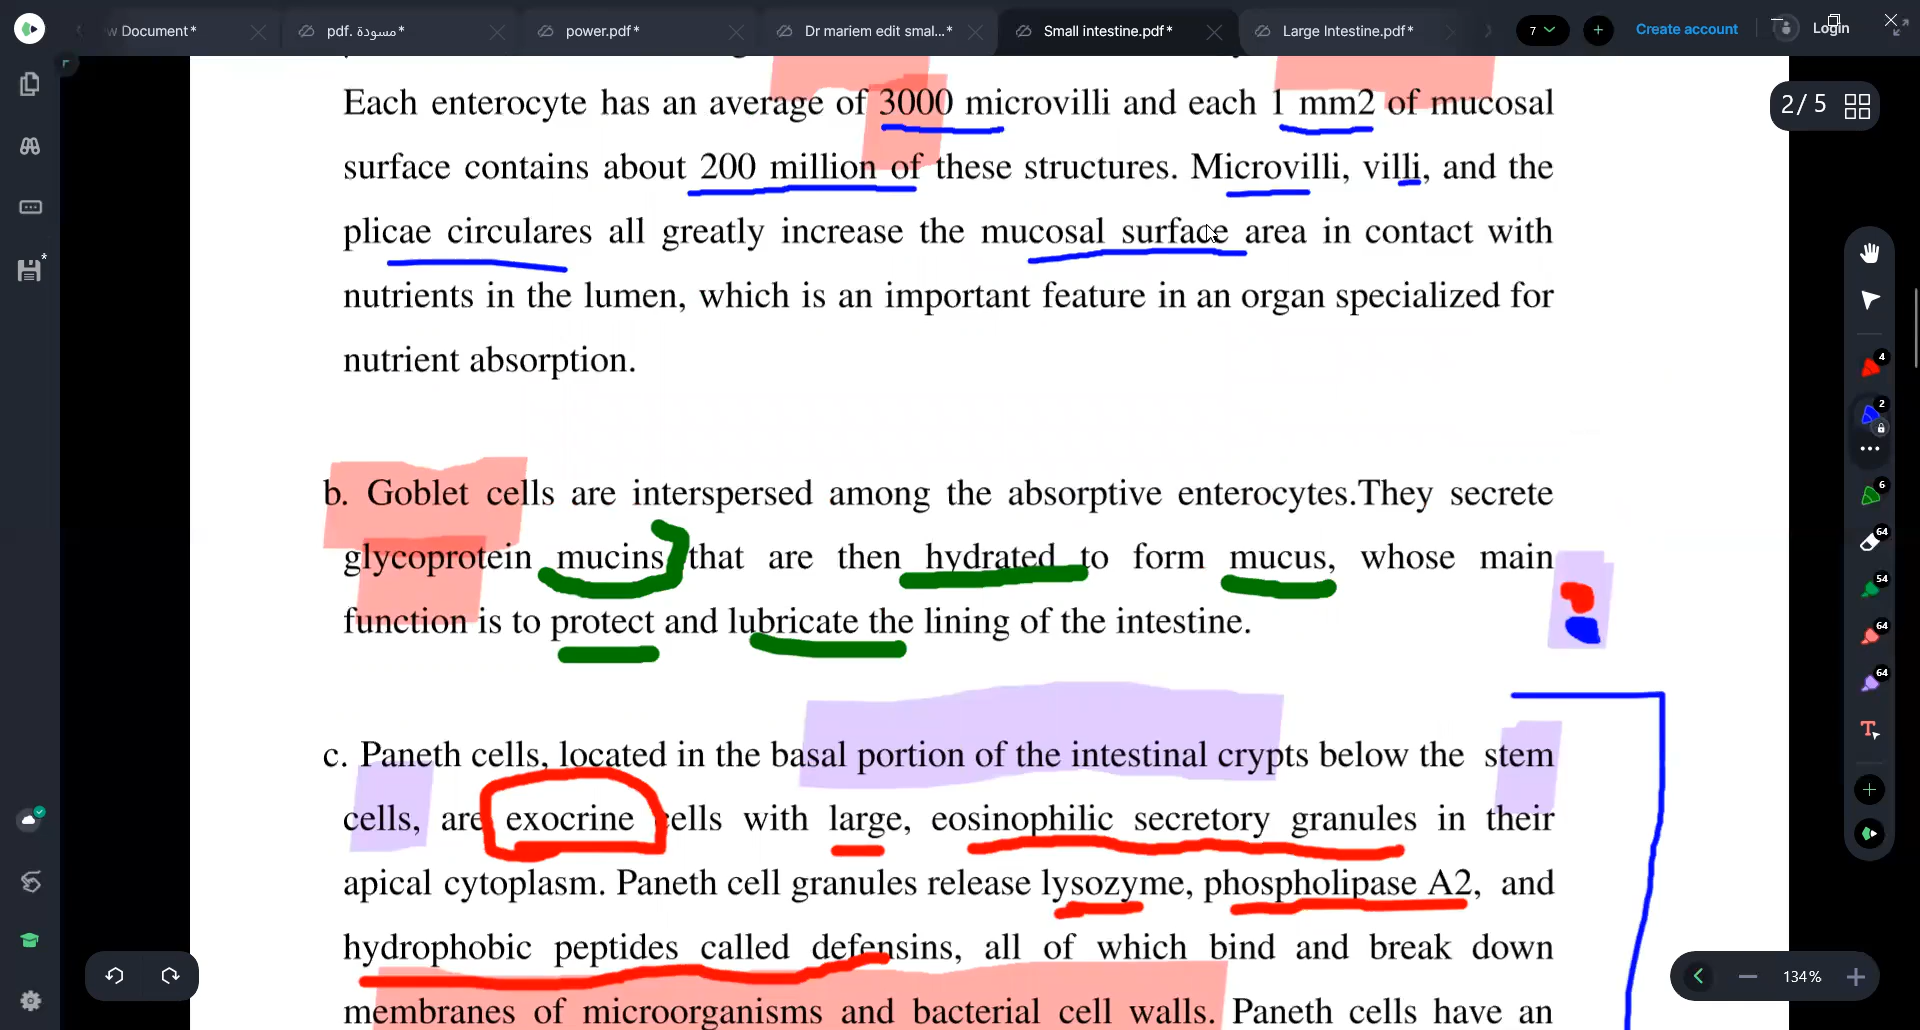 w Document*
pdf. مسودة*
power.pdf*
Dr mariem edit smal...*
Small intestine.pdf*
Large Intestine.pdf*
7
Create account
Login
2/ 5
Each enterocyte has an average of 3000 microvilli and each 1 mm2 of mucosal
surface contains about 200 million of these structures. Microvilli, villi, and the
plicae circulares all greatly increase the mucosal surface area in contact with
nutrients in the lumen, which is an important feature in an organ specialized for
nutrient absorption.
b. Goblet cells are interspersed among the absorptive enterocytes.They secrete
glycoprotein mucins that are then hydrated to form mucus, whose main
function is to protect and lubricate the lining of the intestine.
c. Paneth cells, located in the basal portion of the intestinal crypts below the stem
cells, are exocrine cells with large, eosinophilic secretory granules in their
apical cytoplasm. Paneth cell granules release lysozyme, phospholipase A2, and
hydrophobic peptides called defensins, all of which bind and break down
membranes of microorganisms and bacterial cell walls. Paneth cells have an
4
2
6
64
54
64
64
134%